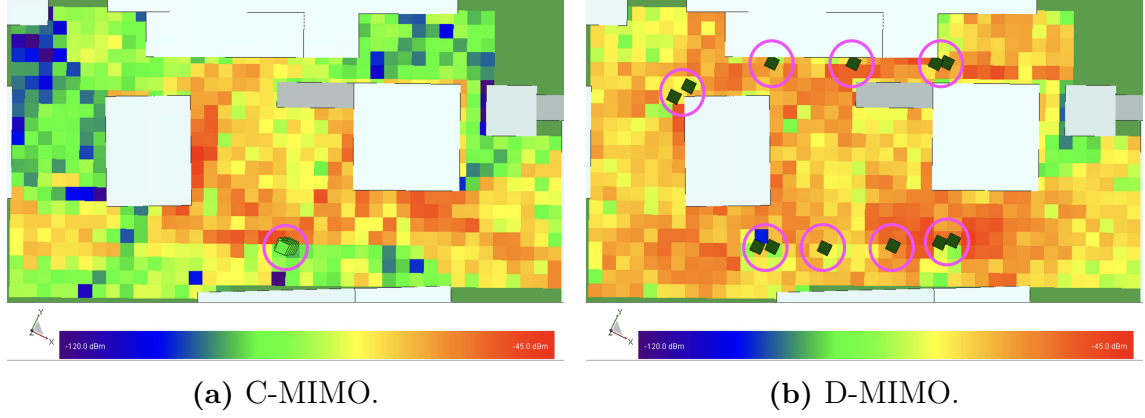 Y
Z
X
-120.0 dBm
-45.0 dBm
Y
Z
X
-120.0 dBm
-45.0 dBm
(a) C-MIMO.
(b) D-MIMO.